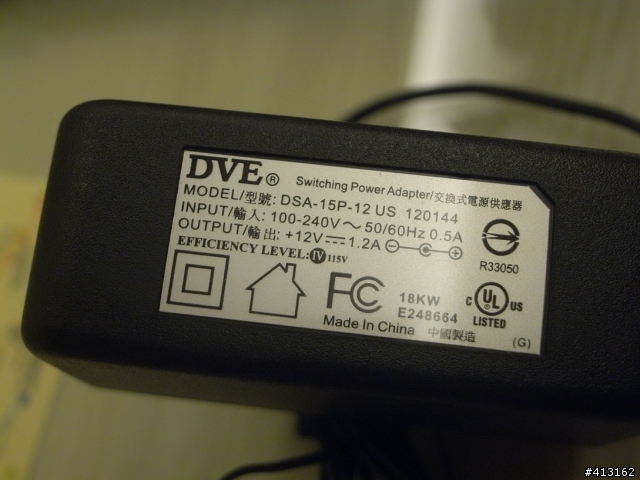 DVE® Switching Power Adapter/交換式電源供應器
MODEL/型號: DSA-15P-12 US 120144
INPUT/輸入: 100-240V～50/60Hz 0.5A
OUTPUT/輸出: +12V⎓1.2A
EFFICIENCY LEVEL:IV 115V
R33050
FC
18KW
E248664
C UL US
LISTED
Made In China 中國製造
(G)
#413162